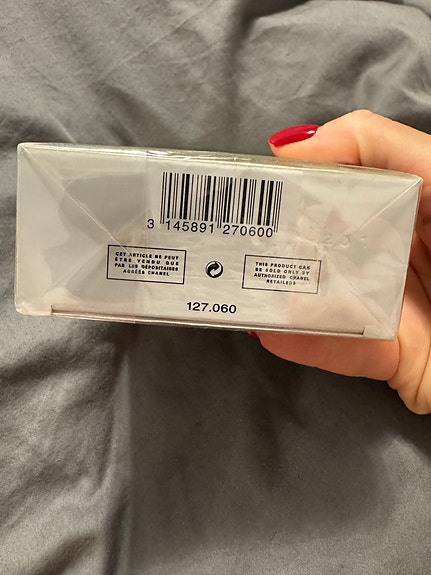 3 145891 270600
CET ARTICLE NE PEUT
ÊTRE VENDU QUE
PAR LES DÉPOSITAIRES
AGRÉÉS CHANEL
THIS PRODUCT CAN
BE SOLD ONLY BY
AUTHORIZED CHANEL
RETAILERS
127.060